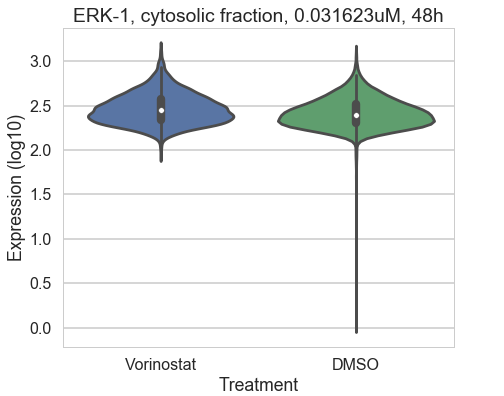 ERK-1, cytosolic fraction, 0.031623uM, 48h
Expression (log10)
3.0
2.5
2.0
1.5
1.0
0.5
0.0
Vorinostat DMSO
Treatment